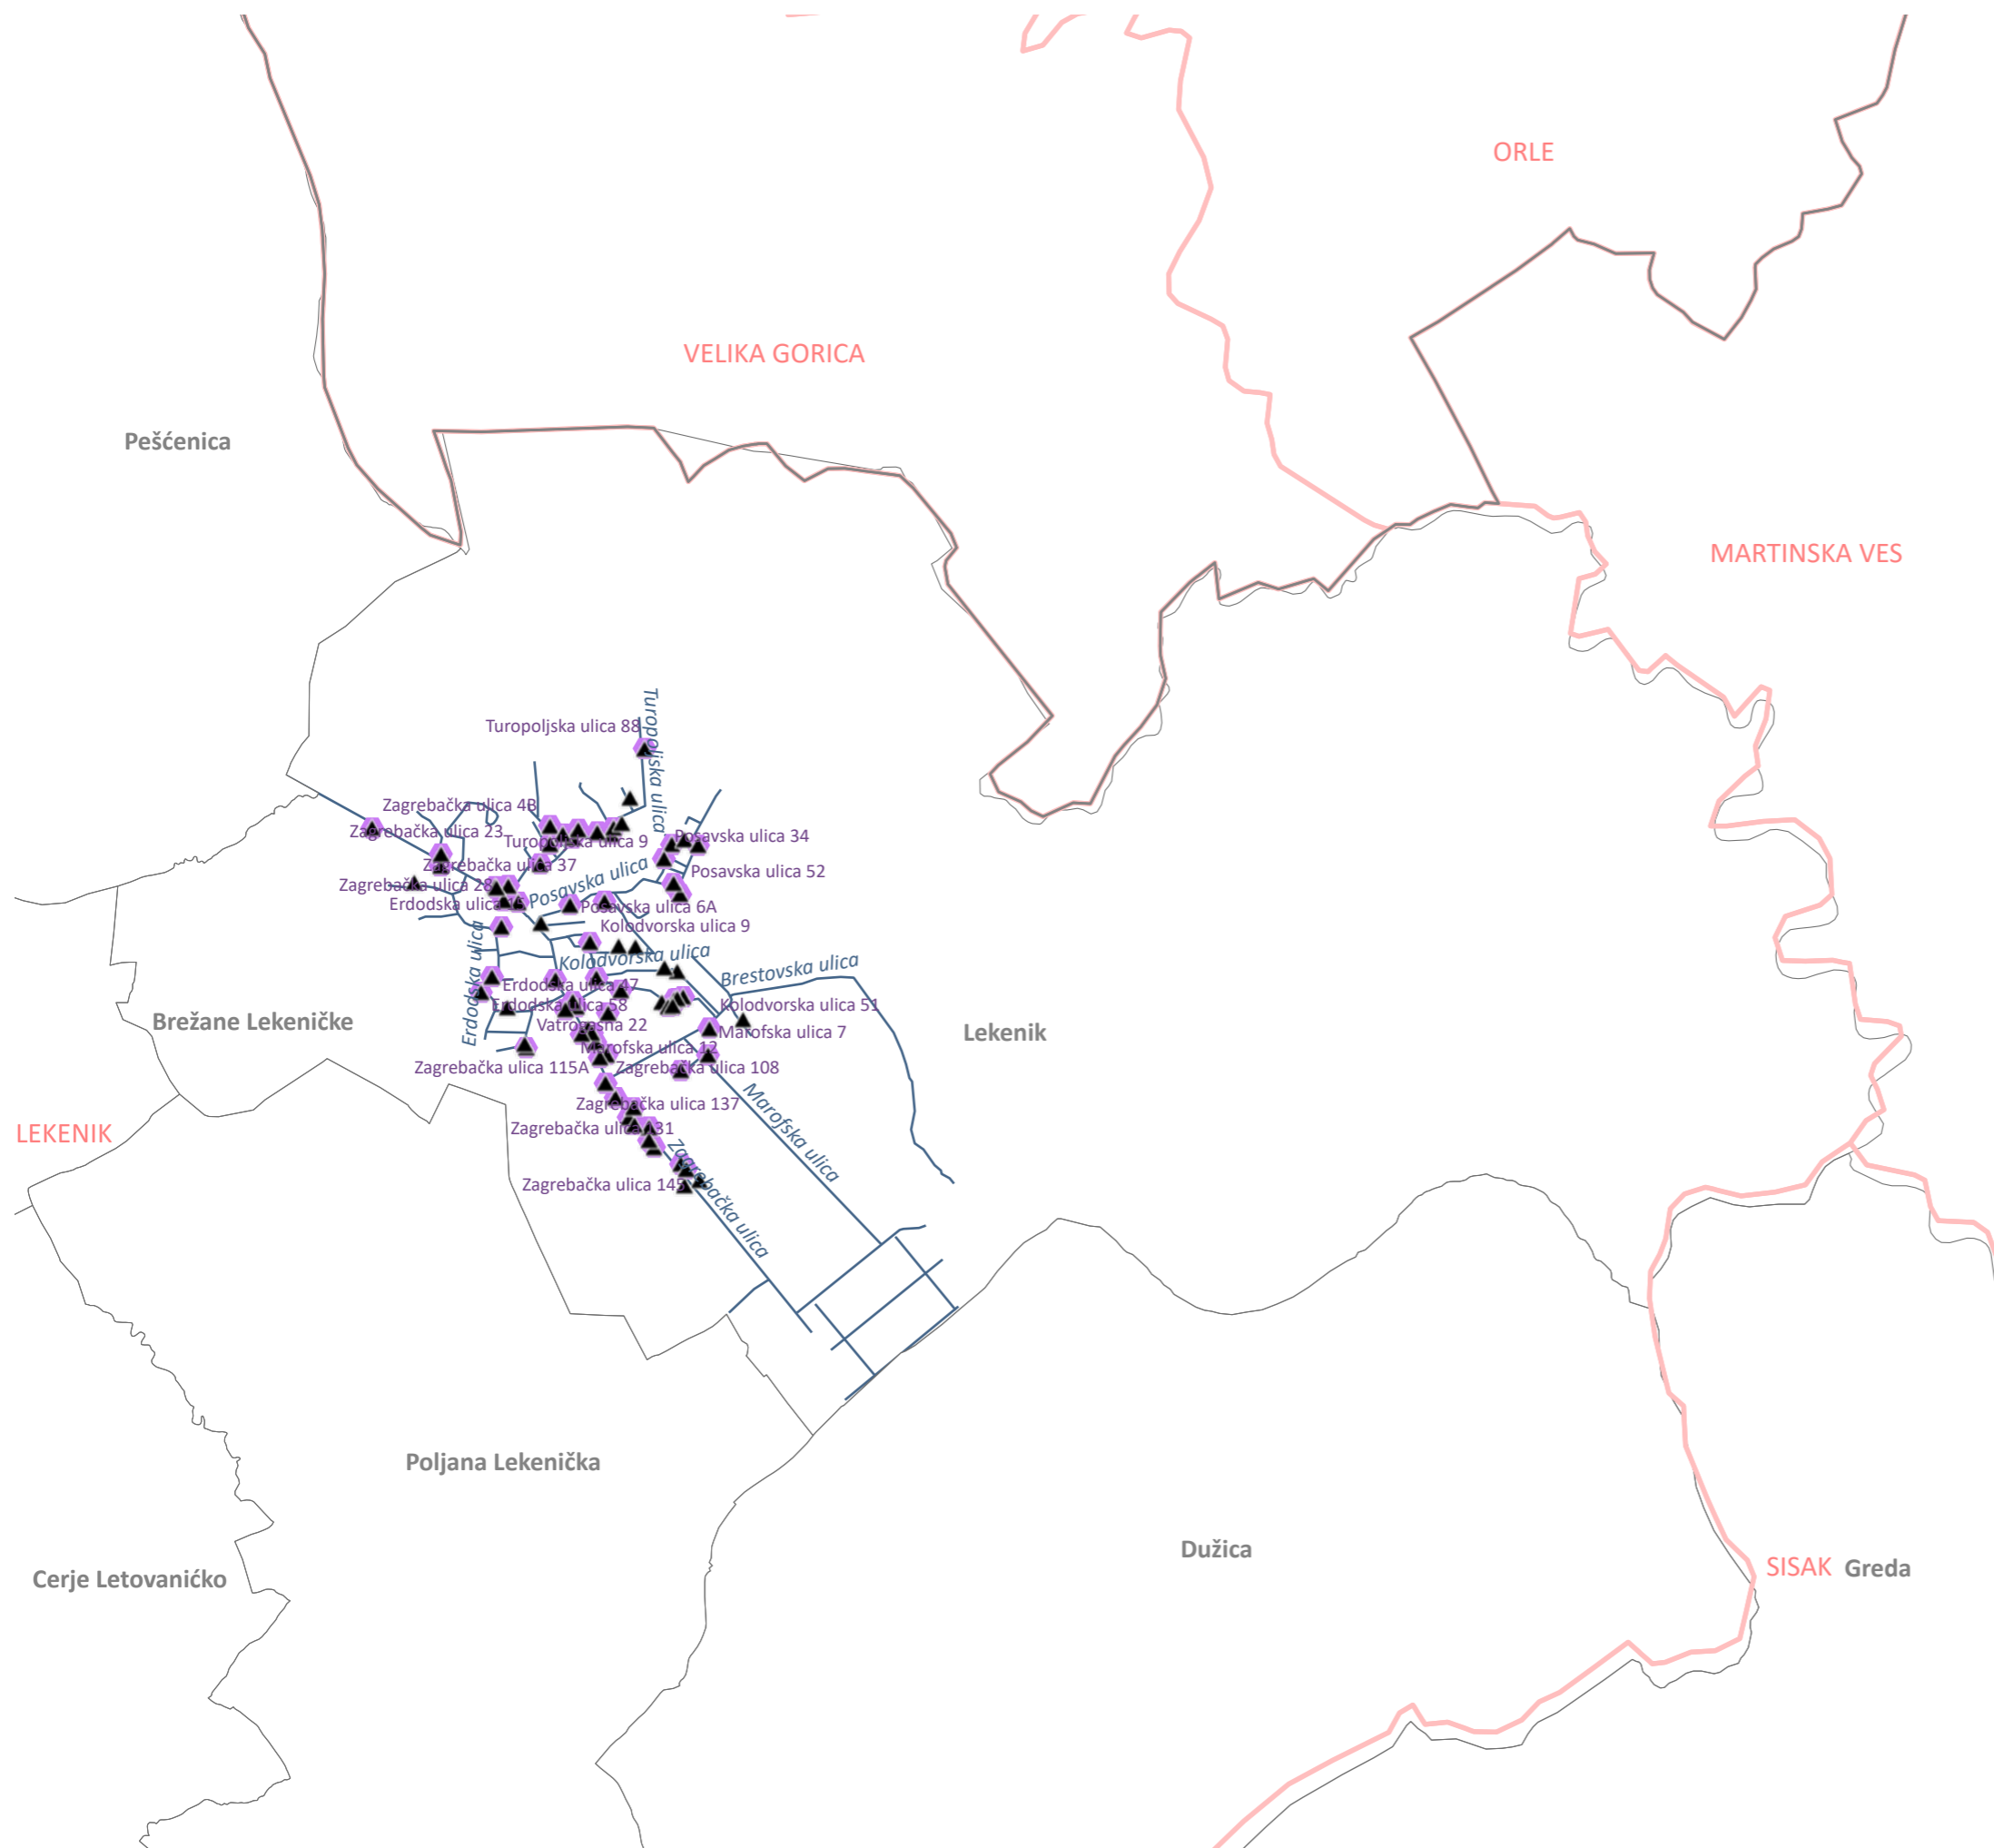 ORLE
VELIKA GORICA
Pešćenica
MARTINSKA VES
Turopoljska ulica 88
Turopoljska ulica
Zagrebačka ulica 4B
Zagrebačka ulica 23
Turopoljska ulica 9
Posavska ulica 34
Zagrebačka ulica 37
Posavska ulica 52
Zagrebačka ulica 28
Posavska ulica
Erdodska ulica
Posavska ulica 6A
Kolodvorska ulica 9
Erdodska ulica
Kolodvorska ulica
Brestovska ulica
Erdodska ulica 47
Erdodska ulica 58
Kolodvorska ulica 51
Brežane Lekeničke
Vatrogasna 22
Marofska ulica 7
Lekenik
Marofska ulica 12
Zagrebačka ulica 115A
Zagrebačka ulica 108
Zagrebačka ulica 137
Marofska ulica
LEKENIK
Zagrebačka ulica 131
Zagrebačka ulica 145
Zagrebačka ulica
Poljana Lekenička
Dužica
SISAK
Greda
Cerje Letovanićko